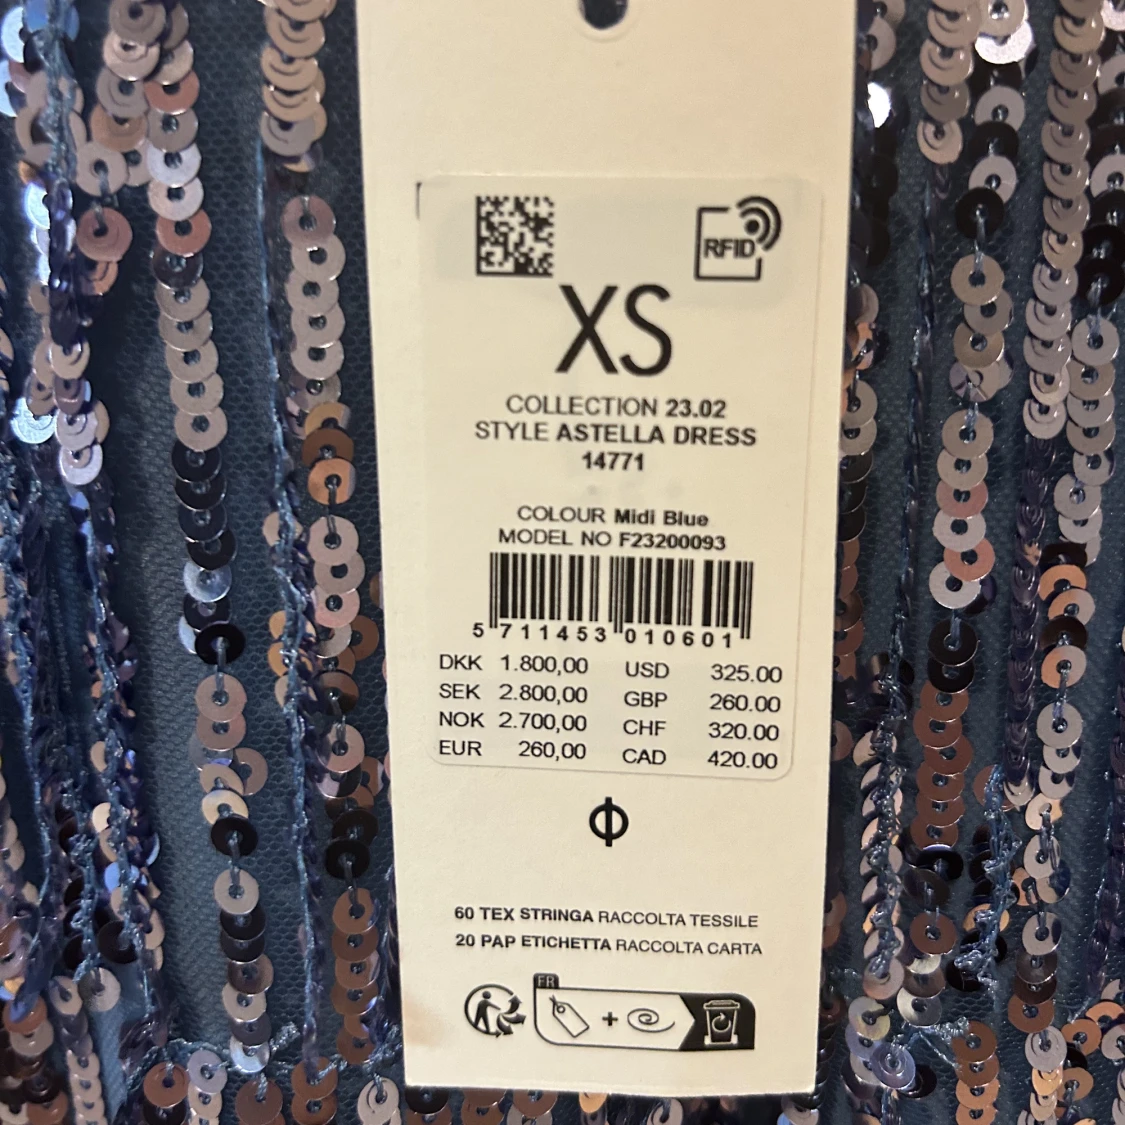 RFID
XS
COLLECTION 23.02
STYLE ASTELLA DRESS
14771
COLOUR Midi Blue
MODEL NO F23200093
5 711453 010601
DKK 1.800,00 USD 325.00
SEK 2.800,00 GBP 260.00
NOK 2.700,00 CHF 320.00
EUR 260,00 CAD 420.00
60 TEX STRINGA RACCOLTA TESSILE
20 PAP ETICHETTA RACCOLTA CARTA
FR
+